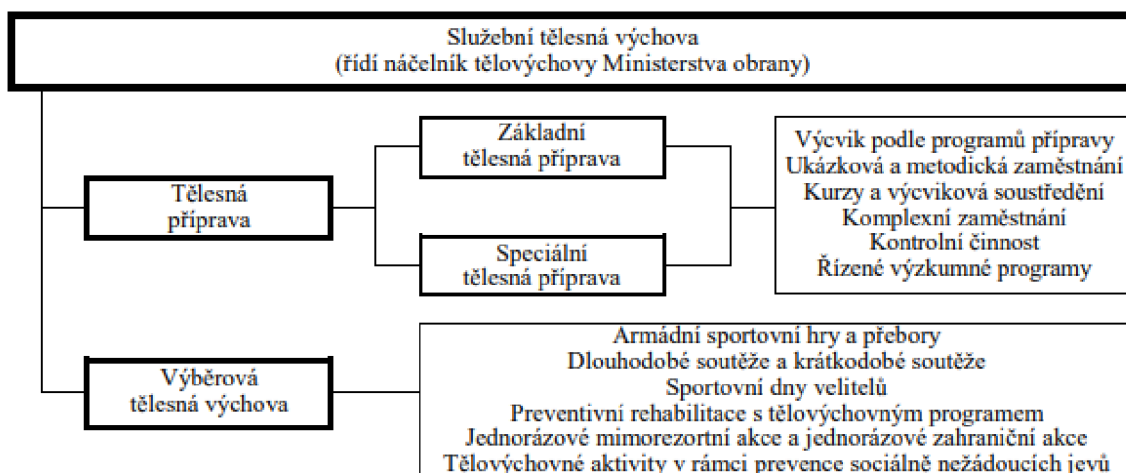 Služební tělesná výchova
(řídí náčelník tělovýchovy Ministerstva obrany)
Základní
tělesná příprava
Tělesná
příprava
Speciální
tělesná příprava
Výcvik podle programů přípravy
Ukázková a metodická zaměstnání
Kurzy a výcviková soustředění
Komplexní zaměstnání
Kontrolní činnost
Řízené výzkumné programy
Výběrová
tělesná výchova
Armádní sportovní hry a přebory
Dlouhodobé soutěže a krátkodobé soutěže
Sportovní dny velitelů
Preventivní rehabilitace s tělovýchovným programem
Jednorázové mimorezortní akce a jednorázové zahraniční akce
Tělovýchovné aktivity v rámci prevence sociálně nežádoucích jevů